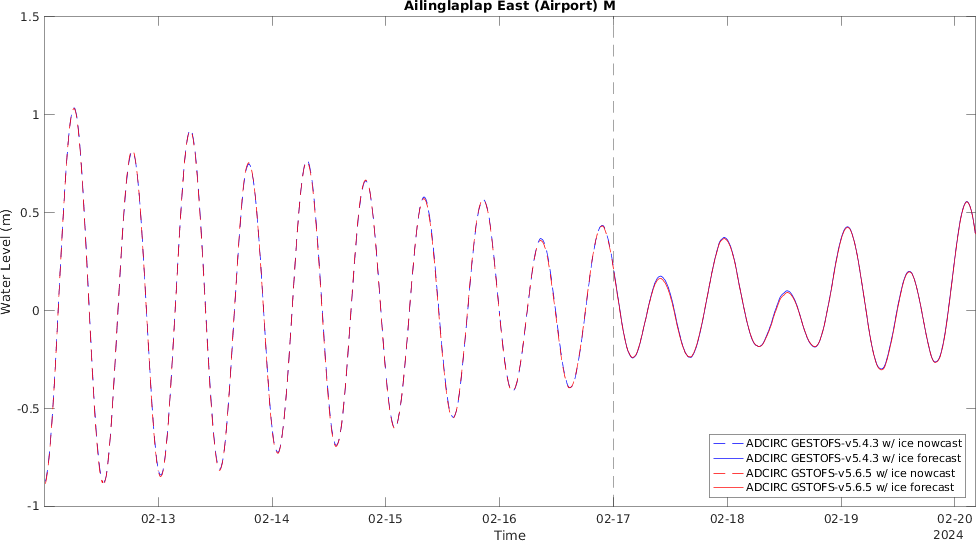 Ailinglaplap East (Airport) M
1.5
1
0.5
0
-0.5
-1
Water Level (m)
ADCIRC GESTOFS-v5.4.3 w/ ice nowcast
ADCIRC GESTOFS-v5.4.3 w/ ice forecast
ADCIRC GSTOFS-v5.6.5 w/ ice nowcast
ADCIRC GSTOFS-v5.6.5 w/ ice forecast
02-13 02-14 02-15 02-16 02-17 02-18 02-19 02-20
Time 2024